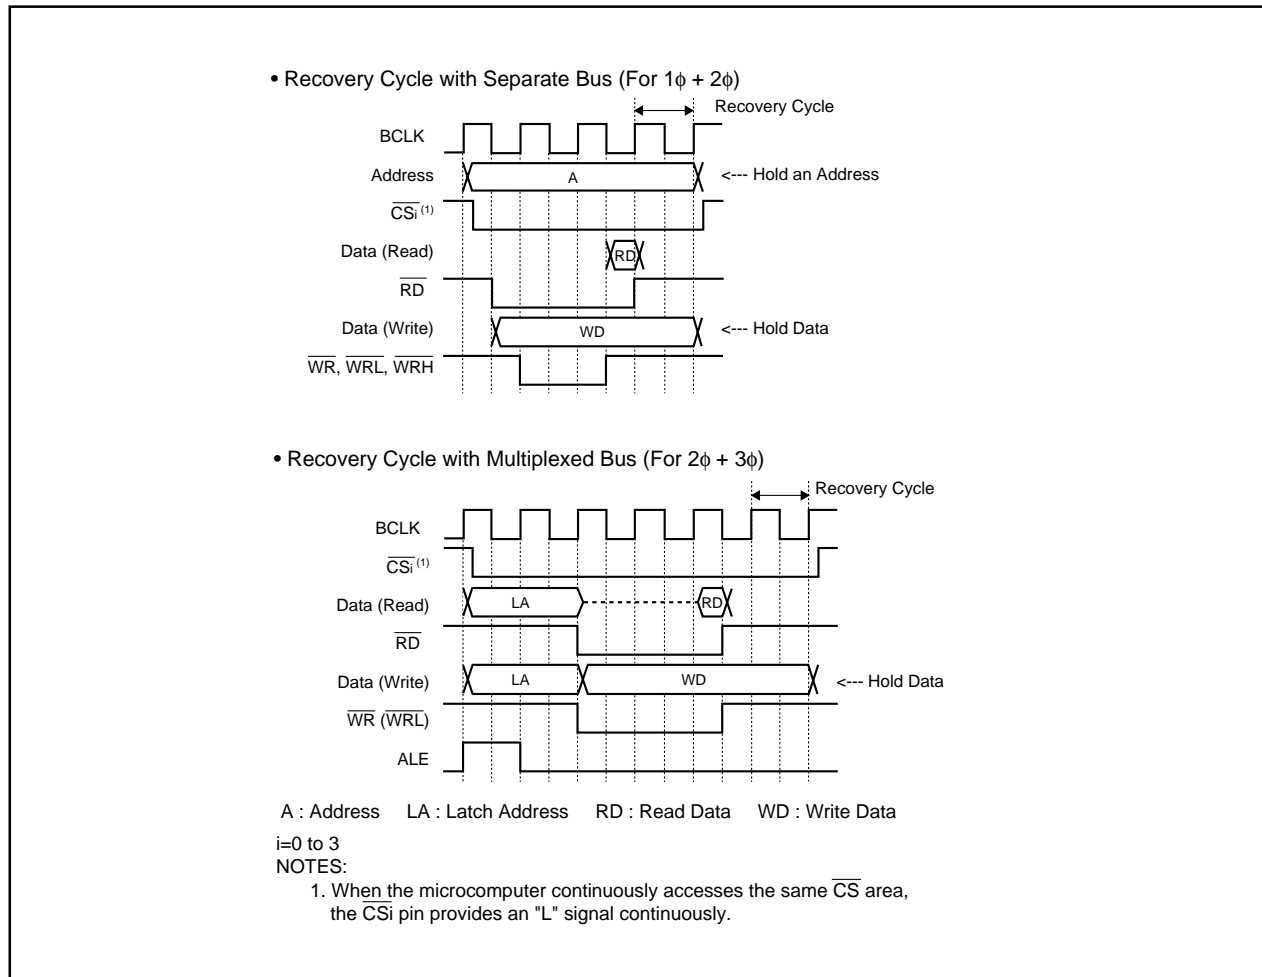 • Recovery Cycle with Separate Bus (For 1ϕ + 2ϕ)
Recovery Cycle
BCLK
Address A <--- Hold an Address
CSi (1)
Data (Read) RD
RD
Data (Write) WD <--- Hold Data
WR, WRL, WRH
• Recovery Cycle with Multiplexed Bus (For 2ϕ + 3ϕ)
Recovery Cycle
BCLK
CSi (1)
Data (Read) LA RD
RD
Data (Write) LA WD <--- Hold Data
WR (WRL)
ALE
A : Address LA : Latch Address RD : Read Data WD : Write Data
i=0 to 3
NOTES:
1. When the microcomputer continuously accesses the same CS area,
the CSi pin provides an "L" signal continuously.